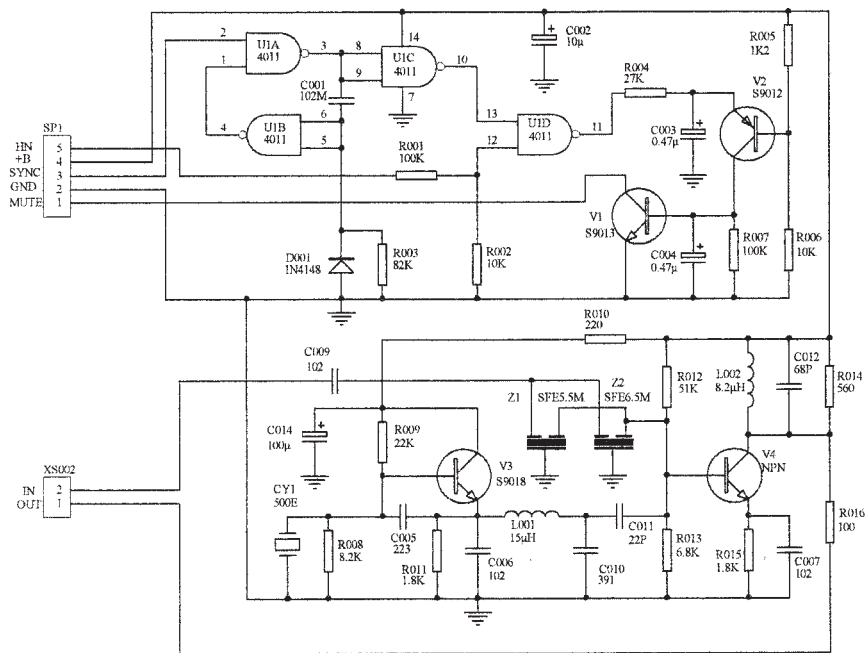 2
U1A
4011
3
1
8
9
14
U1C
4011
10
7
C002
10μ
R005
1K2
R004
27K
V2
S9012
C001
102M
4
U1B
4011
6
5
13
12
U1D
4011
11
C003
0.47μ
SP1
HN 5
+B 4
SYNC 3
GND 2
MUTE 1
R001
100K
V1
S9013
D001
IN4148
R003
82K
R002
10K
C004
0.47μ
R007
100K
R006
10K
R010
220
C009
102
Z1
SFE5.5M
Z2
SFE6.5M
R012
51K
L002
8.2μH
C012
68P
R014
560
C014
100μ
R009
22K
V3
S9018
V4
NPN
XS002
IN 2
OUT 1
CY1
500E
R008
8.2K
C005
223
R011
1.8K
C006
102
L001
15μH
C010
391
C011
22P
R013
6.8K
R015
1.8K
C007
102
R016
100